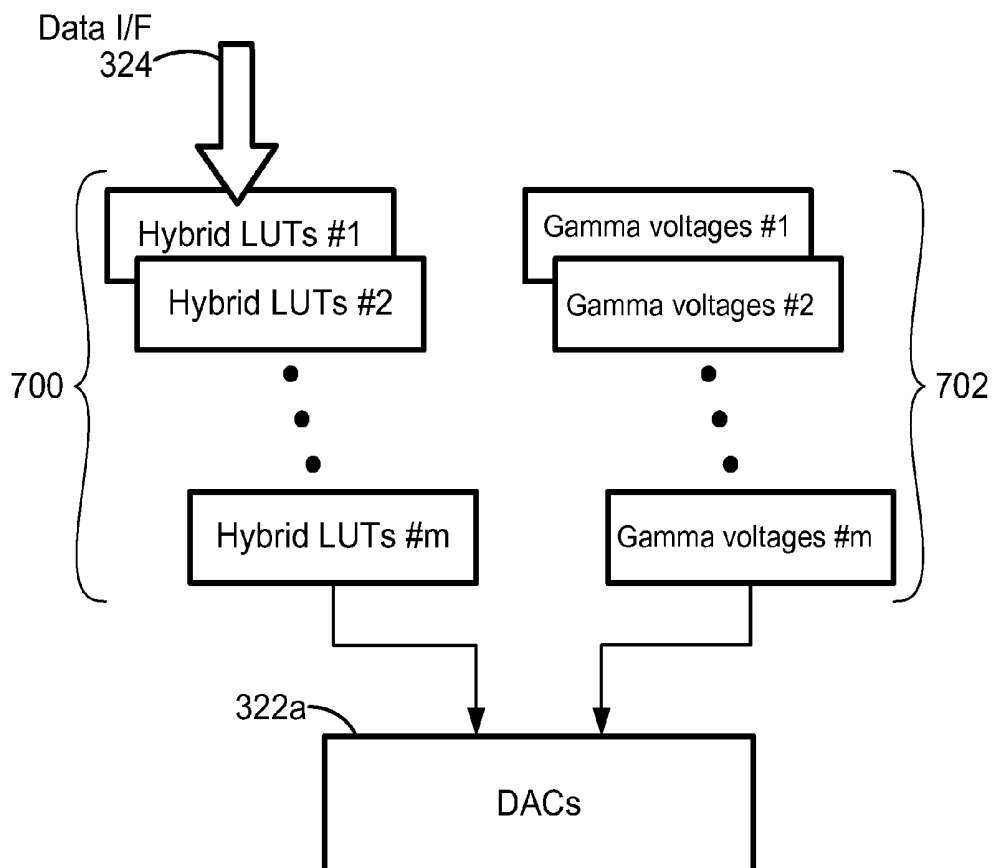 Data I/F
324
Hybrid LUTs #1
Gamma voltages #1
Hybrid LUTs #2
Gamma voltages #2
700
702
Hybrid LUTs #m
Gamma voltages #m
322a
DACs